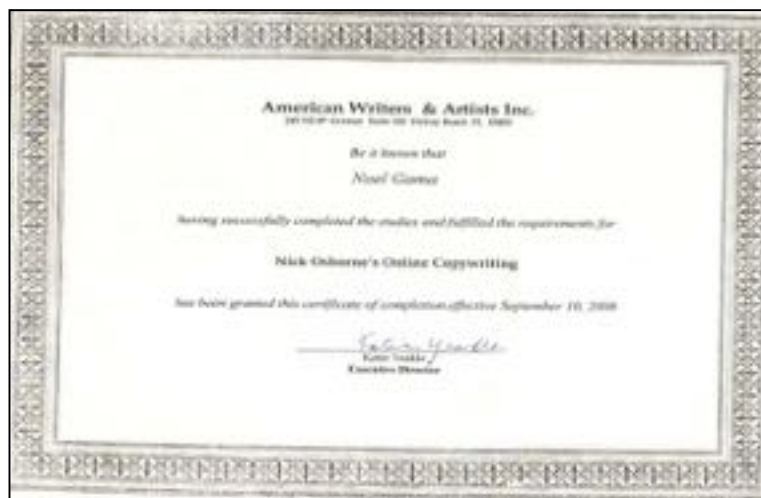 American Writers & Artists Inc.
Be it known that
Noel Gama
having successfully completed the studies and fulfilled the requirements for
Nick Usborne's Online Copywriting
has been granted this certificate of completion effective September 10, 2008
Executive Director